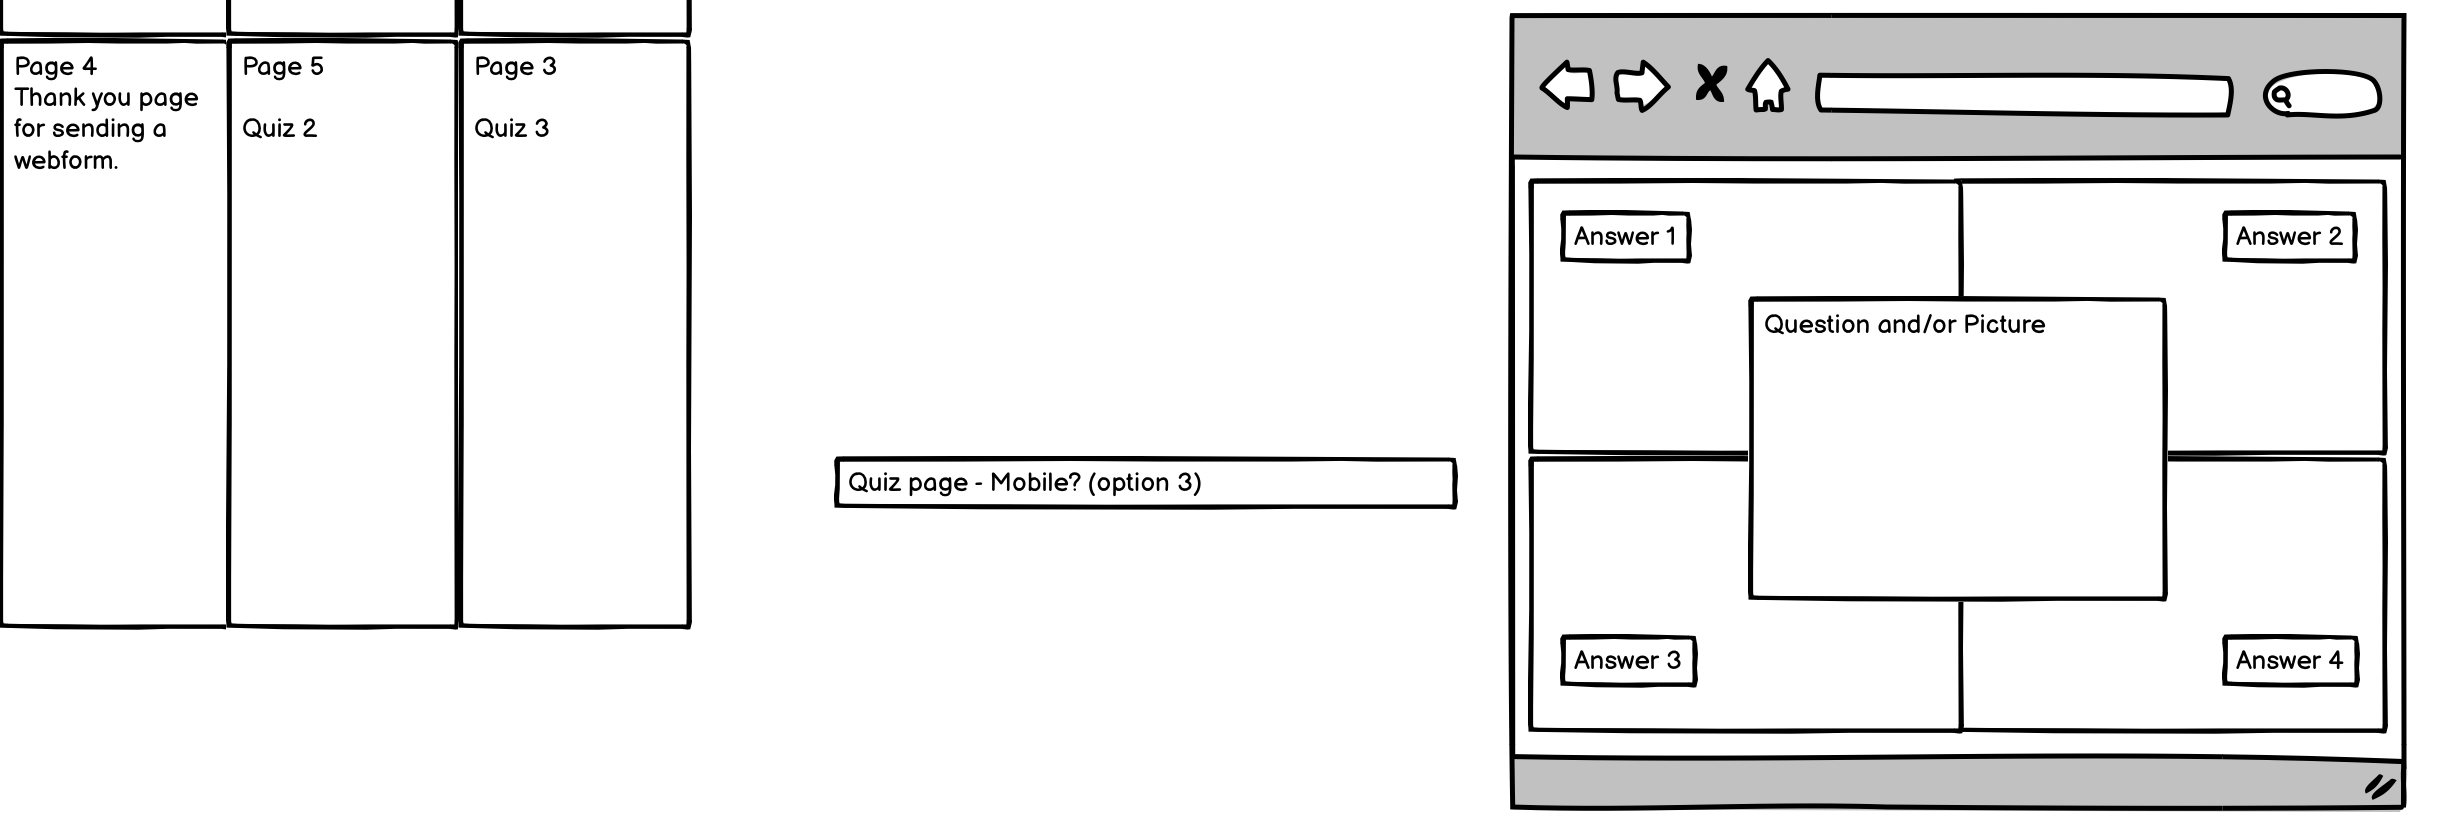 Page 4
Thank you page
for sending a
webform.
Page 5
Quiz 2
Page 3
Quiz 3
Quiz page - Mobile? (option 3)
Answer 1
Answer 2
Question and/or Picture
Answer 3
Answer 4